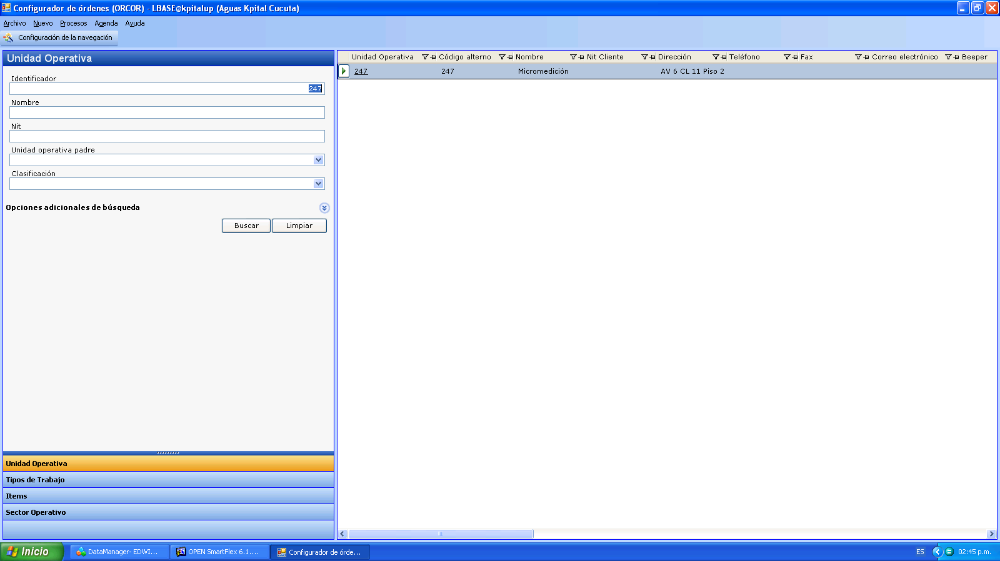 Configurador de órdenes (ORCOR) - LBASE@kpitalup (Aguas Kpital Cucuta)
Archivo Nuevo Procesos Agenda Ayuda
Configuración de la navegación
Unidad Operativa
Identificador
247
Nombre
Nit
Unidad operativa padre
Clasificación
Opciones adicionales de búsqueda
Buscar Limpiar
Unidad Operativa Código alterno Nombre Nit Cliente Dirección Teléfono Fax Correo electrónico Beeper
247 247 Micromedición AV 6 CL 11 Piso 2
Unidad Operativa
Tipos de Trabajo
Items
Sector Operativo
Inicio DataManager- EDWI... OPEN SmartFlex 6.1.... Configurador de órde... ES 02:45 p.m.